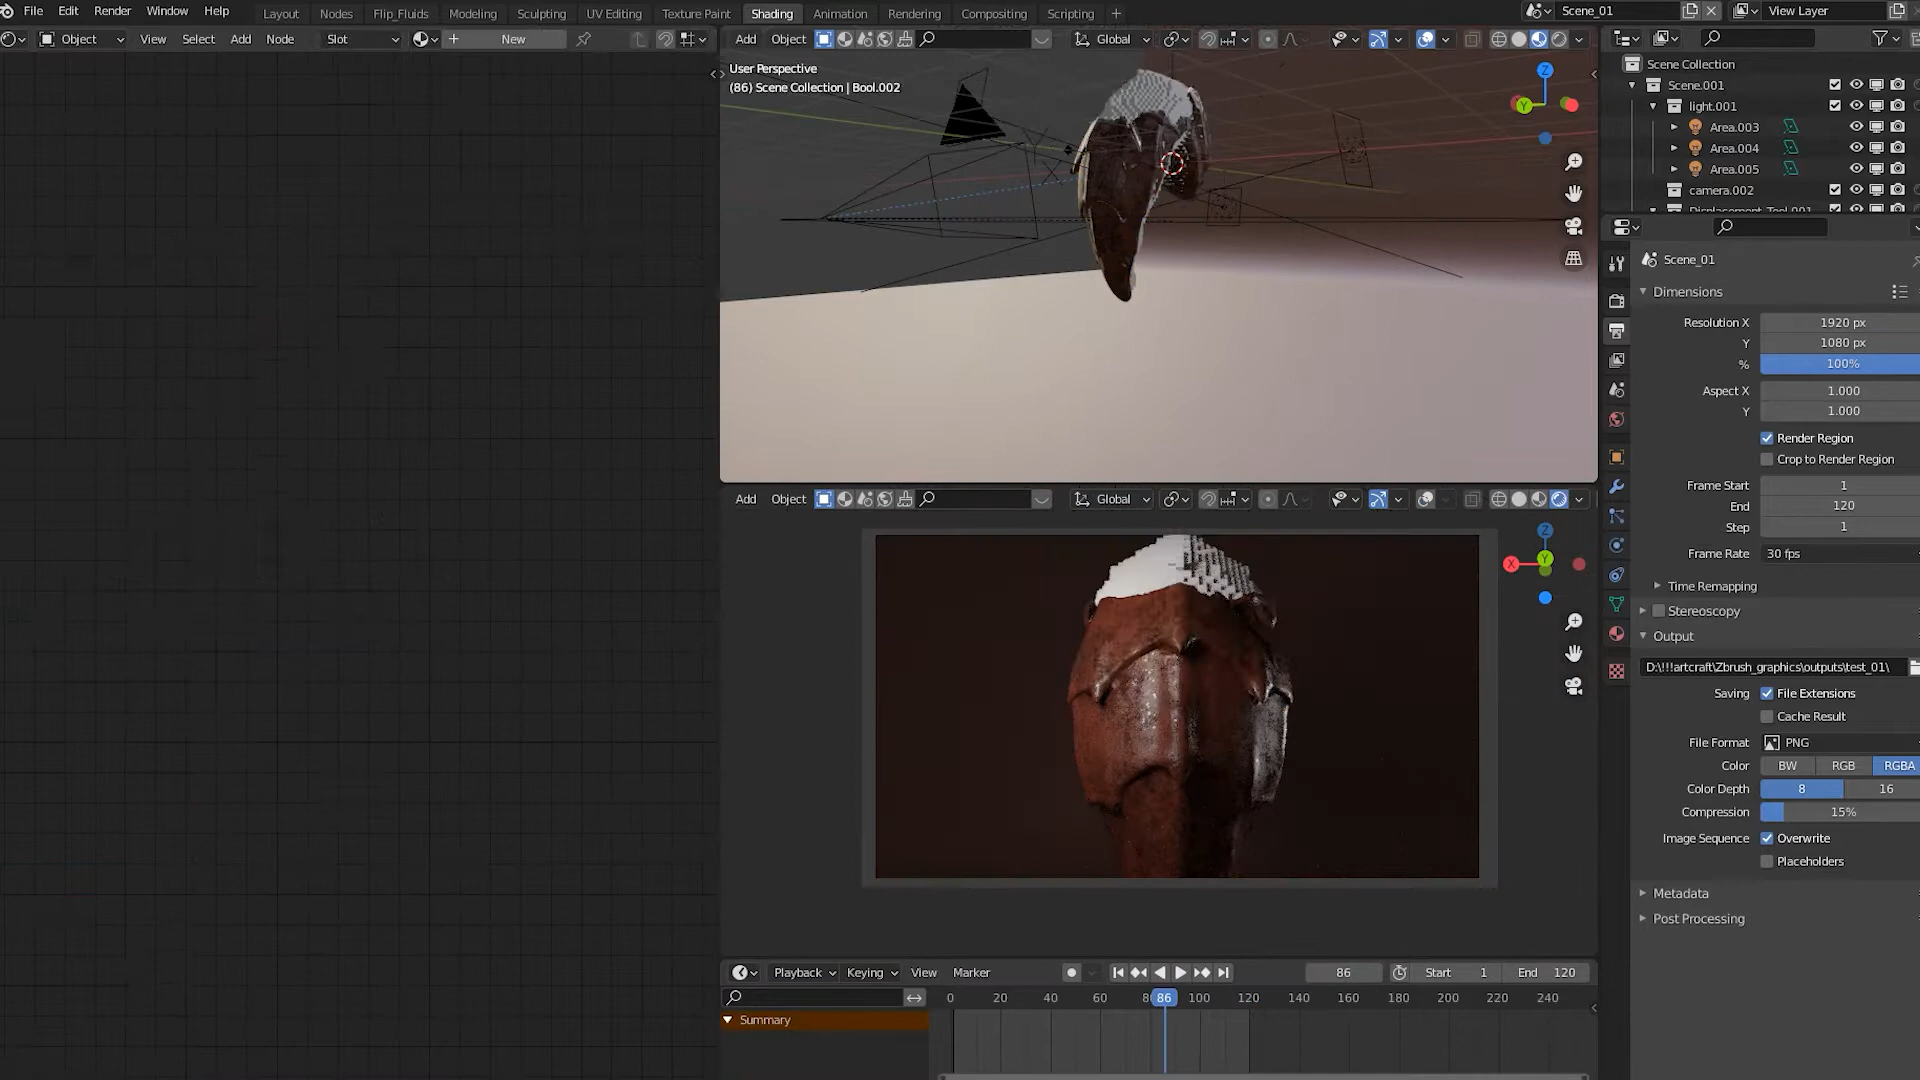 File Edit Render Window Help Layout Nodes Flip_Fluids Modeling Sculpting UV Editing Texture Paint Shading Animation Rendering Compositing Scripting + Scene_01 View Layer
Object View Select Add Node Slot New
Add Object Global
User Perspective
(86) Scene Collection | Bool.002
Z
Y
Scene Collection
Scene.001
light.001
Area.003
Area.004
Area.005
camera.002
Scene_01
Dimensions
Resolution X 1920 px
Y 1080 px
% 100%
Aspect X 1.000
Y 1.000
Render Region
Crop to Render Region
Frame Start 1
End 120
Step 1
Frame Rate 30 fps
Time Remapping
Stereoscopy
Output
D:\!!!artcraft\Zbrush_graphics\outputs\test_01\
Saving File Extensions
Cache Result
File Format PNG
Color BW RGB RGBA
Color Depth 8 16
Compression 15%
Image Sequence Overwrite
Placeholders
Metadata
Post Processing
Add Object Global
Z
X Y
Playback Keying View Marker 86 Start 1 End 120
0 20 40 60 86 100 120 140 160 180 200 220 240
Summary